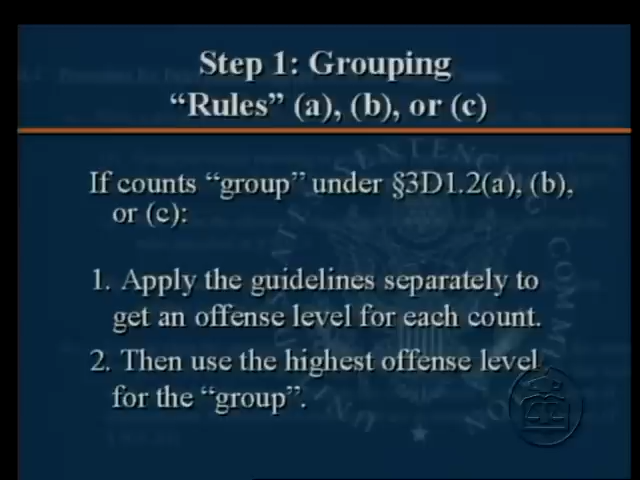 Step 1: Grouping
“Rules” (a), (b), or (c)
If counts “group” under §3D1.2(a), (b),
or (c):
1. Apply the guidelines separately to
get an offense level for each count.
2. Then use the highest offense level
for the “group”.